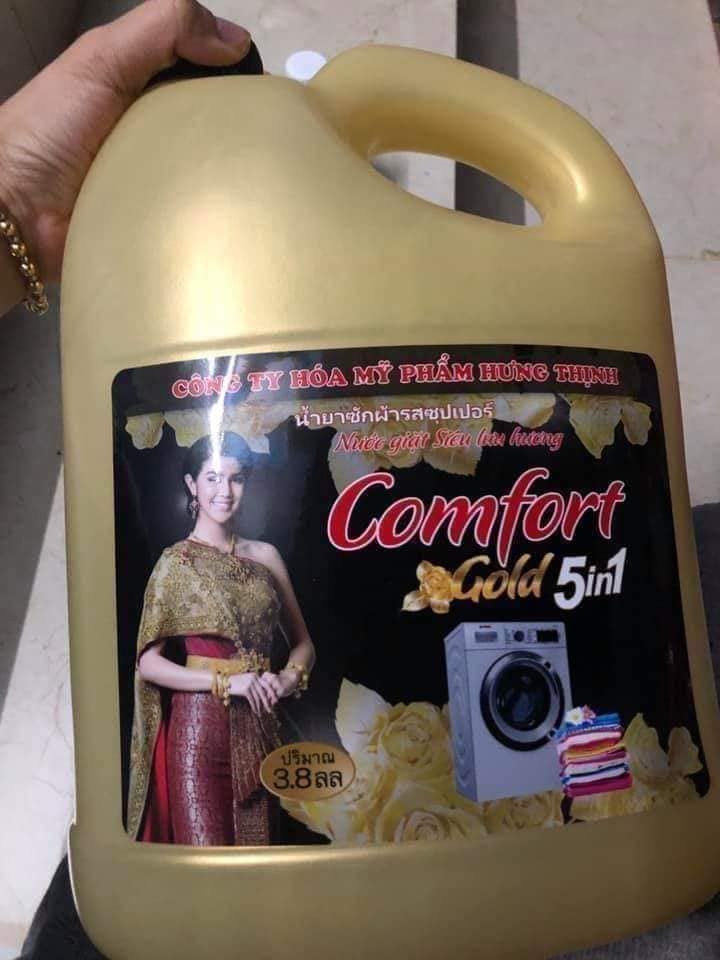 CÔNG TY HÓA MỸ PHẨM HƯNG THỊNH
น้ำยาซักผ้ารสซุปเปอร์
Nước giặt Siêu lưu hương
Comfort
Gold 5in1
ปริมาณ
3.8 ลล